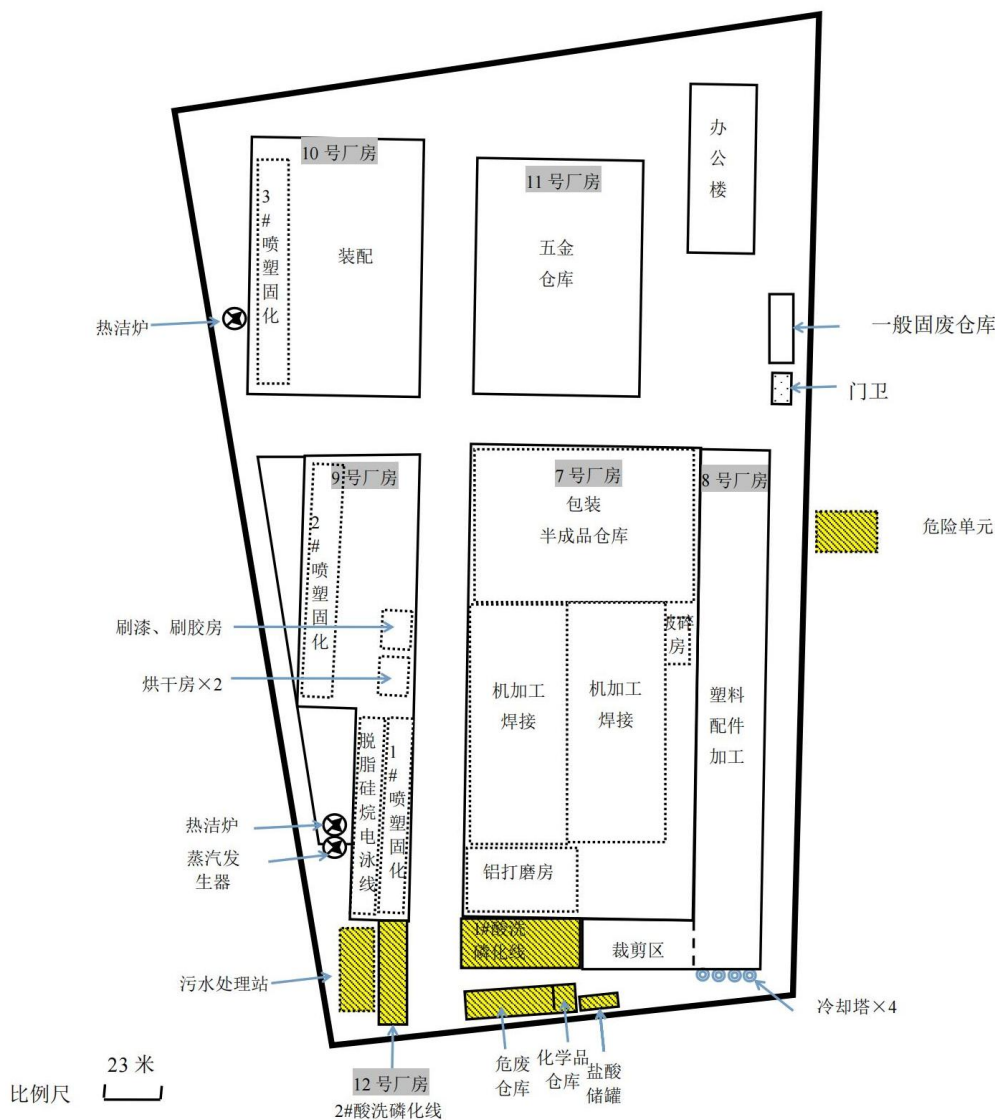 办
公
楼
10 号厂房
11 号厂房
3
#
喷
塑
固
化
装配
五金
仓库
热洁炉
一般固废仓库
门卫
9 号厂房
7 号厂房
8 号厂房
包装
半成品仓库
危险单元
2
#
喷
塑
固
化
刷漆、刷胶房
烘干房×2
破碎
房
机加工
焊接
机加工
焊接
塑料
配件
加工
脱
脂
硅
烷
电
泳
线
1
#
喷
塑
固
化
热洁炉
蒸汽发
生器
铝打磨房
1#酸洗
磷化线
裁剪区
污水处理站
冷却塔×4
危废
仓库
化学品
仓库
盐酸
储罐
12 号厂房
2#酸洗磷化线
23 米
比例尺